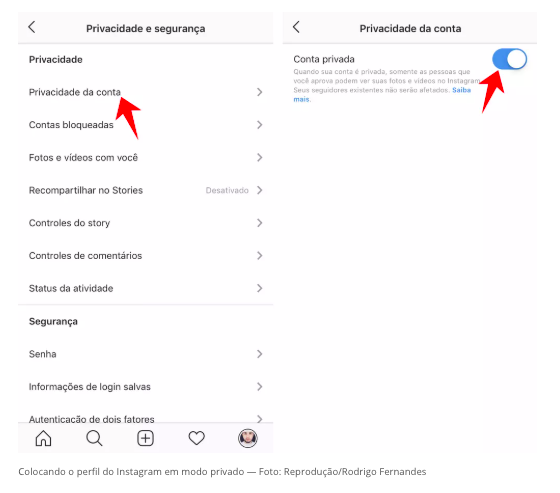 Privacidade e segurança
Privacidade
Privacidade da conta
Contas bloqueadas
Fotos e vídeos com você
Recompartilhar no Stories
Desativado
Controles do story
Controles de comentários
Status da atividade
Segurança
Senha
Informações de login salvas
Autenticação de dois fatores
Privacidade da conta
Conta privada
Quando sua conta é privada, somente as pessoas que
você aprova podem ver suas fotos e vídeos no Instagram.
Seus seguidores existentes não serão afetados. Saiba
mais.
Colocando o perfil do Instagram em modo privado — Foto: Reprodução/Rodrigo Fernandes